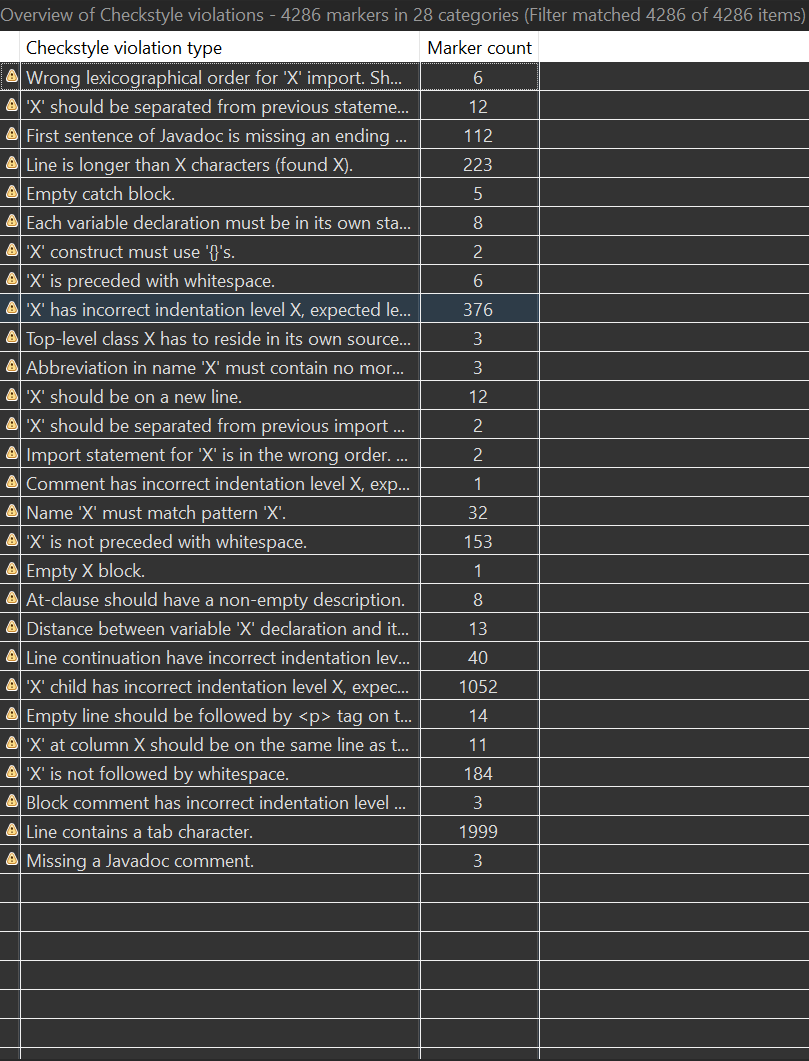 Overview of Checkstyle violations - 4286 markers in 28 categories (Filter matched 4286 of 4286 items)
Checkstyle violation type Marker count
Wrong lexicographical order for 'X' import. Sh... 6
'X' should be separated from previous stateme... 12
First sentence of Javadoc is missing an ending ... 112
Line is longer than X characters (found X). 223
Empty catch block. 5
Each variable declaration must be in its own sta... 8
'X' construct must use '{}'s. 2
'X' is preceded with whitespace. 6
'X' has incorrect indentation level X, expected le... 376
Top-level class X has to reside in its own source... 3
Abbreviation in name 'X' must contain no mor... 3
'X' should be on a new line. 12
'X' should be separated from previous import ... 2
Import statement for 'X' is in the wrong order. ... 2
Comment has incorrect indentation level X, exp... 1
Name 'X' must match pattern 'X'. 32
'X' is not preceded with whitespace. 153
Empty X block. 1
At-clause should have a non-empty description. 8
Distance between variable 'X' declaration and it... 13
Line continuation have incorrect indentation lev... 40
'X' child has incorrect indentation level X, expec... 1052
Empty line should be followed by <p> tag on t... 14
'X' at column X should be on the same line as t... 11
'X' is not followed by whitespace. 184
Block comment has incorrect indentation level ... 3
Line contains a tab character. 1999
Missing a Javadoc comment. 3